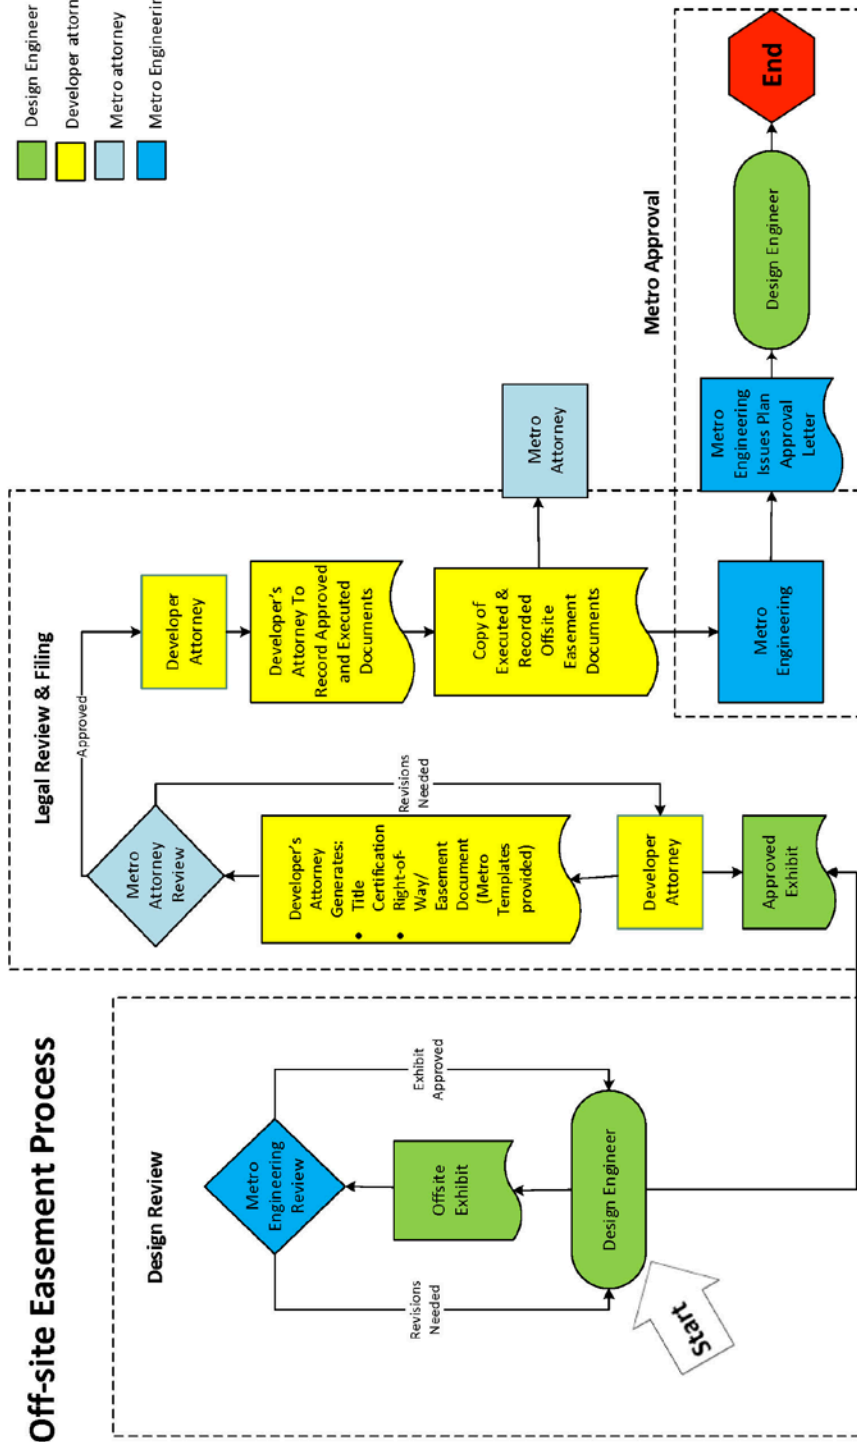 Off-site Easement Process
Design Engineer
Developer attorn
Metro attorney
Metro Engineerin
Design Review
Metro
Engineering
Review
Revisions
Needed
Exhibit
Approved
Offsite
Exhibit
Design Engineer
Start
Legal Review & Filing
Metro
Attorney
Review
Approved
Revisions
Needed
Developer's
Attorney
Generates:
• Title
Certification
• Right-of-
Way/
Easement
Document
(Metro
Templates
provided)
Developer
Attorney
Approved
Exhibit
Developer
Attorney
Developer's
Attorney To
Record Approved
and Executed
Documents
Copy of
Executed &
Recorded
Offsite
Easement
Documents
Metro
Attorney
Metro Approval
Metro
Engineering
Metro
Engineering
Issues Plan
Approval
Letter
Design Engineer
End